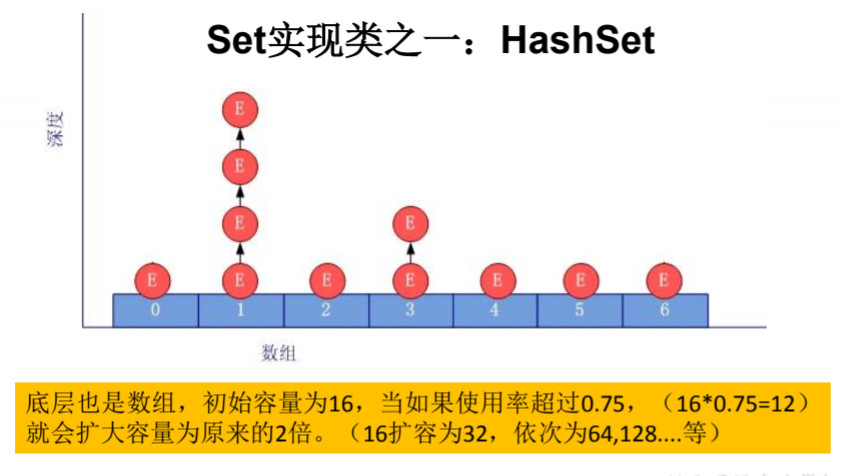 Set实现类之一：HashSet
深度
E
E
E
E
E
E
E
E
E
E
E
0 1 2 3 4 5 6
数组
底层也是数组，初始容量为16，当如果使用率超过0.75，（16*0.75=12）
就会扩大容量为原来的2倍。（16扩容为32，依次为64,128....等）